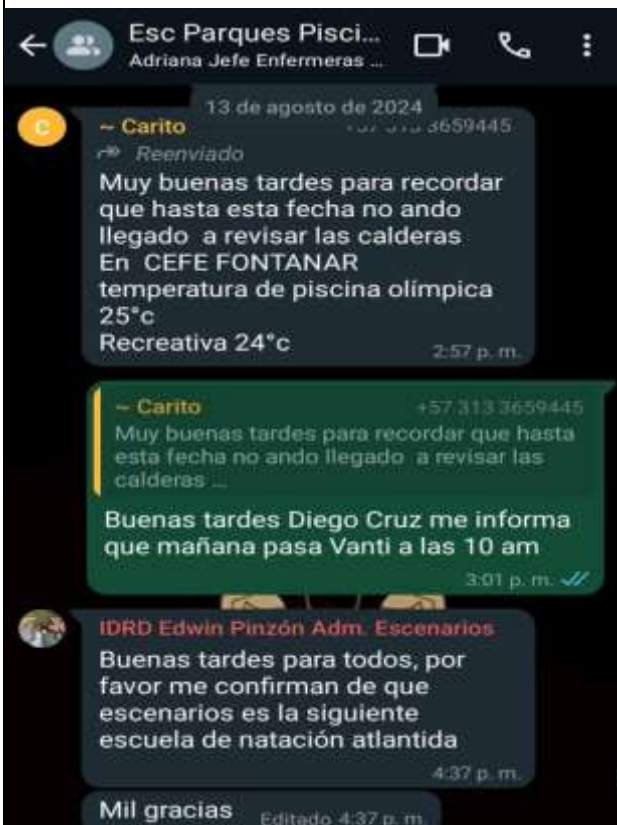 Esc Parques Pisci...
Adriana Jefe Enfermeras ...
13 de agosto de 2024
C
~ Carito 3659445
Reenviado
Muy buenas tardes para recordar
que hasta esta fecha no ando
llegado a revisar las calderas
En CEFE FONTANAR
temperatura de piscina olímpica
25°c
Recreativa 24°c
2:57 p. m.
~ Carito +57 313 3659445
Muy buenas tardes para recordar que hasta
esta fecha no ando llegado a revisar las
calderas ...
Buenas tardes Diego Cruz me informa
que mañana pasa Vanti a las 10 am
3:01 p. m.
IDRD Edwin Pinzón Adm. Escenarios
Buenas tardes para todos, por
favor me confirman de que
escenarios es la siguiente
escuela de natación atlantida
4:37 p. m.
Mil gracias Editado 4:37 p. m.